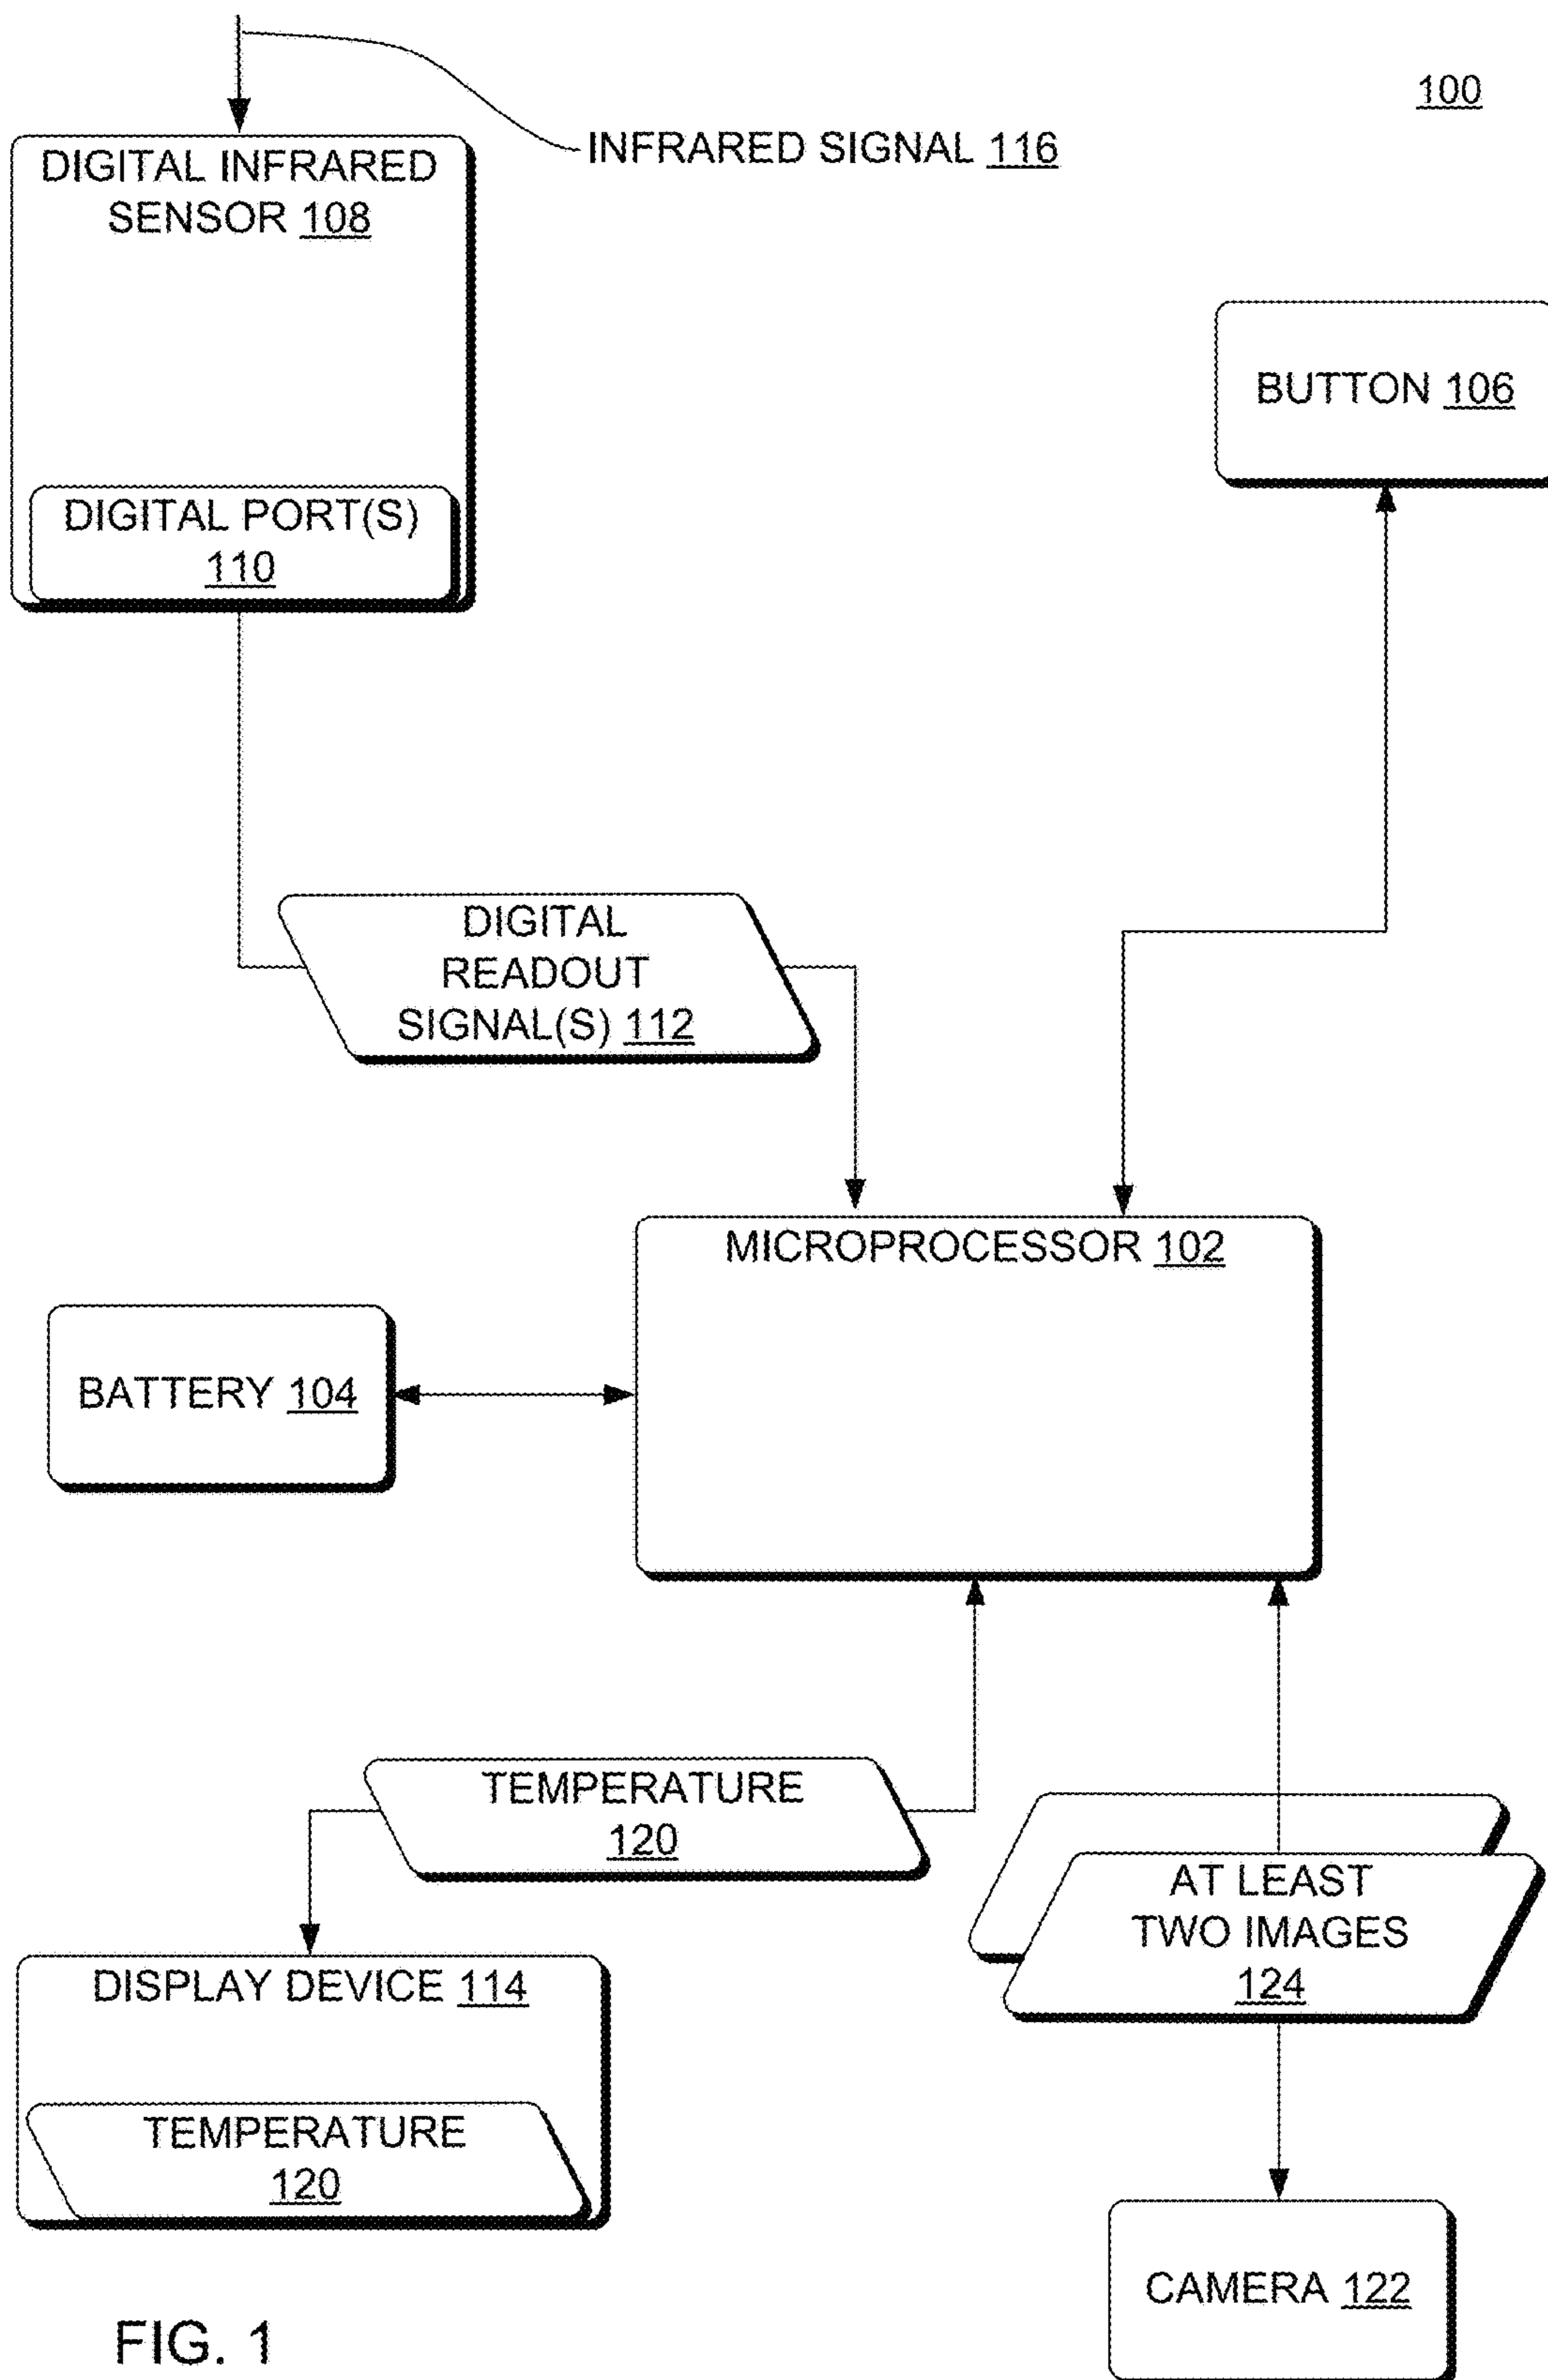 100
INFRARED SIGNAL 116
DIGITAL INFRARED
SENSOR 108
BUTTON 106
DIGITAL PORT(S)
110
DIGITAL
READOUT
SIGNAL(S) 112
MICROPROCESSOR 102
BATTERY 104
TEMPERATURE
120
AT LEAST
TWO IMAGES
124
DISPLAY DEVICE 114
TEMPERATURE
120
CAMERA 122
FIG. 1